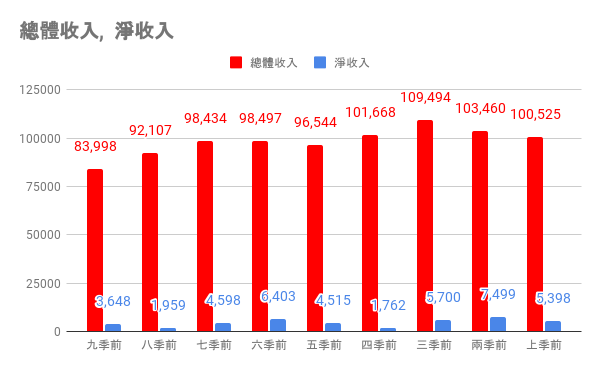 總體收入, 淨收入
總體收入 淨收入
125000
100000
75000
50000
25000
0
83,998 92,107 98,434 98,497 96,544 101,668 109,494 103,460 100,525
3,648 1,959 4,598 6,403 4,515 1,762 5,700 7,499 5,398
九季前 八季前 七季前 六季前 五季前 四季前 三季前 兩季前 上季前